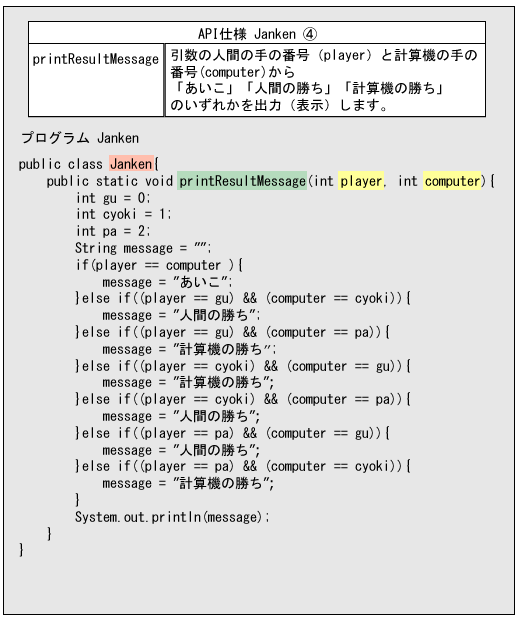 API仕様 Janken ④
printResultMessage
引数の人間の手の番号（player）と計算機の手の
番号(computer)から
「あいこ」「人間の勝ち」「計算機の勝ち」
のいずれかを出力（表示）します。
プログラム Janken
public class Janken{
    public static void printResultMessage(int player, int computer){
        int gu = 0;
        int cyoki = 1;
        int pa = 2;
        String message = "";
        if(player == computer ){
            message = "あいこ";
        }else if((player == gu) && (computer == cyoki)){
            message = "人間の勝ち";
        }else if((player == gu) && (computer == pa)){
            message = "計算機の勝ち";
        }else if((player == cyoki) && (computer == gu)){
            message = "計算機の勝ち";
        }else if((player == cyoki) && (computer == pa)){
            message = "人間の勝ち";
        }else if((player == pa) && (computer == gu)){
            message = "人間の勝ち";
        }else if((player == pa) && (computer == cyoki)){
            message = "計算機の勝ち";
        }
        System.out.println(message);
    }
}